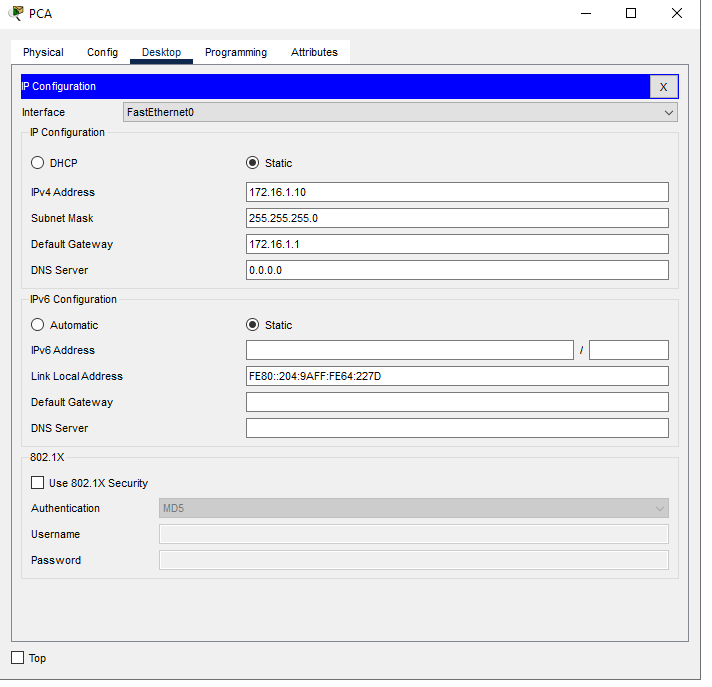 PCA
Physical Config Desktop Programming Attributes
IP Configuration X
Interface FastEthernet0
IP Configuration
DHCP Static
IPv4 Address 172.16.1.10
Subnet Mask 255.255.255.0
Default Gateway 172.16.1.1
DNS Server 0.0.0.0
IPv6 Configuration
Automatic Static
IPv6 Address /
Link Local Address FE80::204:9AFF:FE64:227D
Default Gateway
DNS Server
802.1X
Use 802.1X Security
Authentication MD5
Username
Password
Top